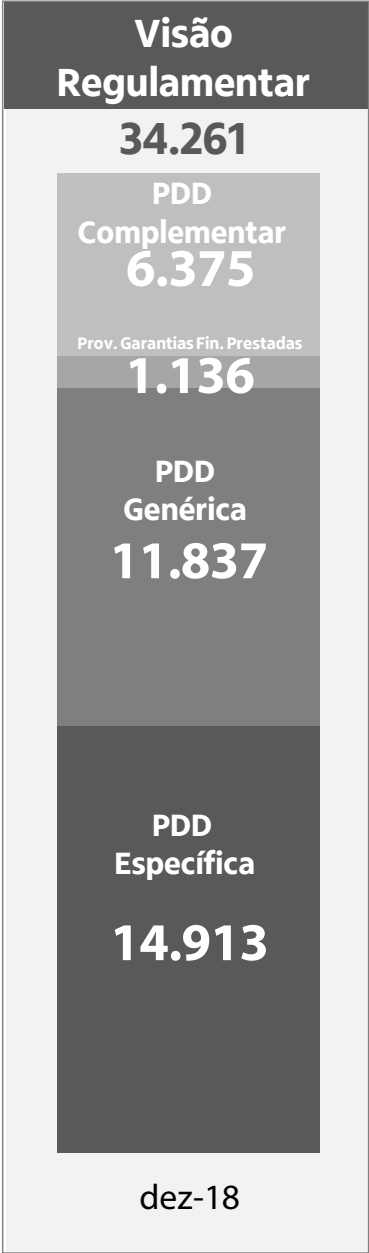 Visão
Regulamentar
34.261
PDD
Complementar
6.375
Prov. Garantias Fin. Prestadas
1.136
PDD
Genérica
11.837
PDD
Específica
14.913
dez-18